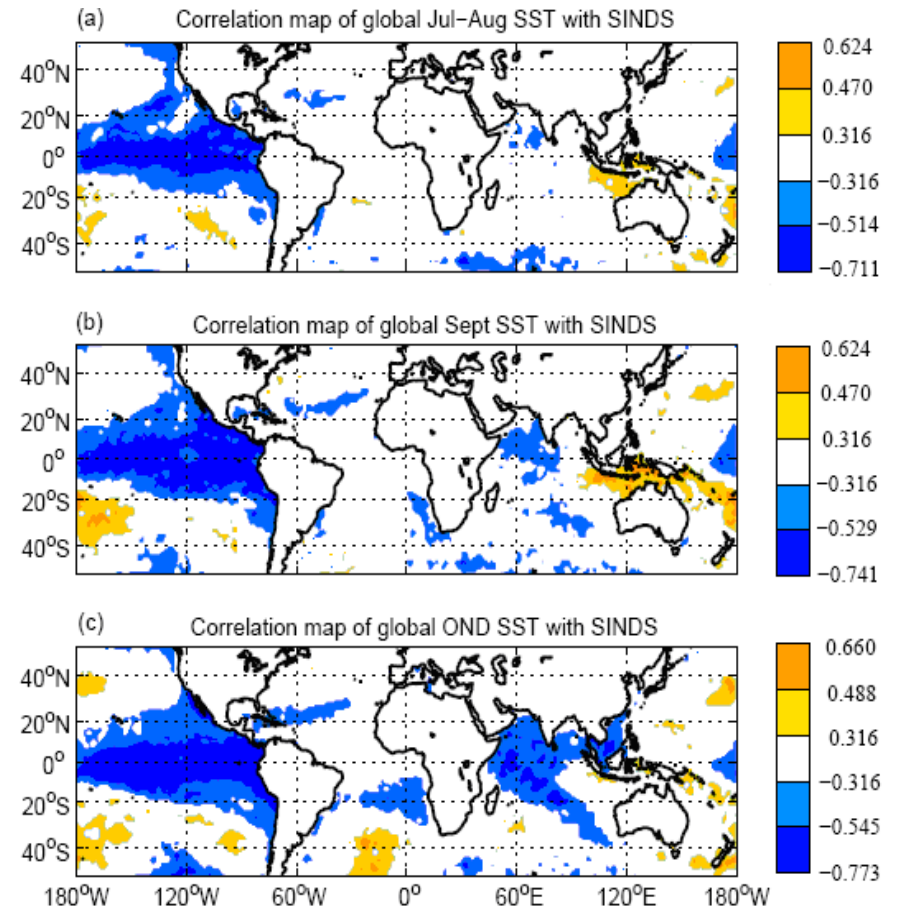 (a) Correlation map of global Jul−Aug SST with SINDS
40°N
20°N
0°
20°S
40°S
0.624
0.470
0.316
−0.316
−0.514
−0.711
(b) Correlation map of global Sept SST with SINDS
40°N
20°N
0°
20°S
40°S
0.624
0.470
0.316
−0.316
−0.529
−0.741
(c) Correlation map of global OND SST with SINDS
40°N
20°N
0°
20°S
40°S
0.660
0.488
0.316
−0.316
−0.545
−0.773
180°W 120°W 60°W 0° 60°E 120°E 180°W